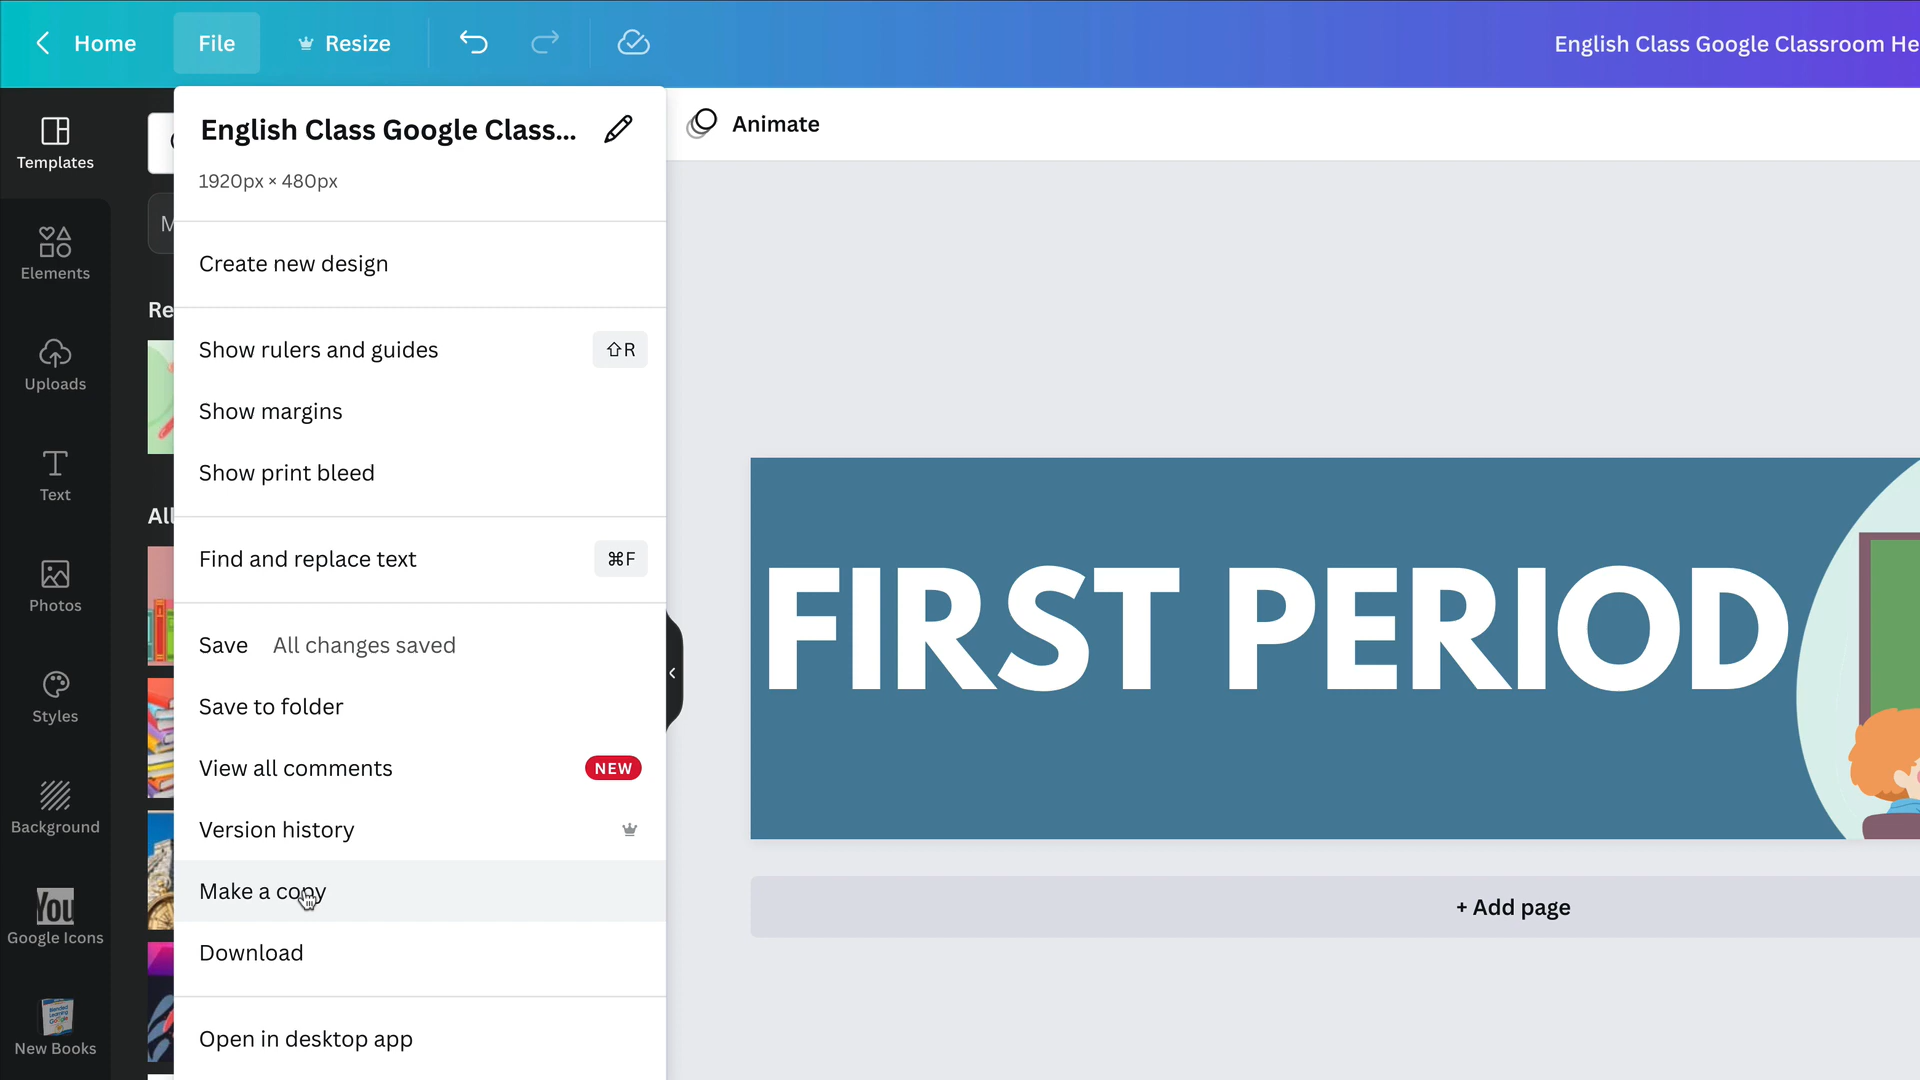 Home
File
Resize
English Class Google Classroom He
Templates
Elements
Uploads
Text
Photos
Styles
Background
You
Google Icons
New Books
M
Re
All
English Class Google Class...
1920px × 480px
Create new design
Show rulers and guides ⇧R
Show margins
Show print bleed
Find and replace text ⌘F
Save All changes saved
Save to folder
View all comments NEW
Version history
Make a copy
Download
Open in desktop app
Animate
FIRST PERIOD
+ Add page